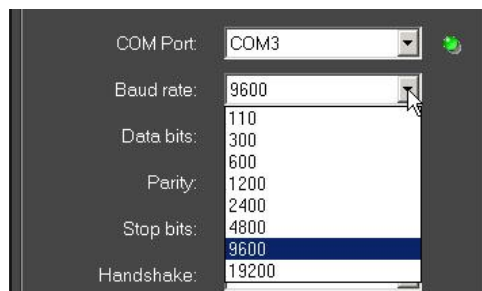 COM Port: COM3
Baud rate: 9600
110
Data bits: 300
600
Parity: 1200
2400
Stop bits: 4800
9600
Handshake: 19200